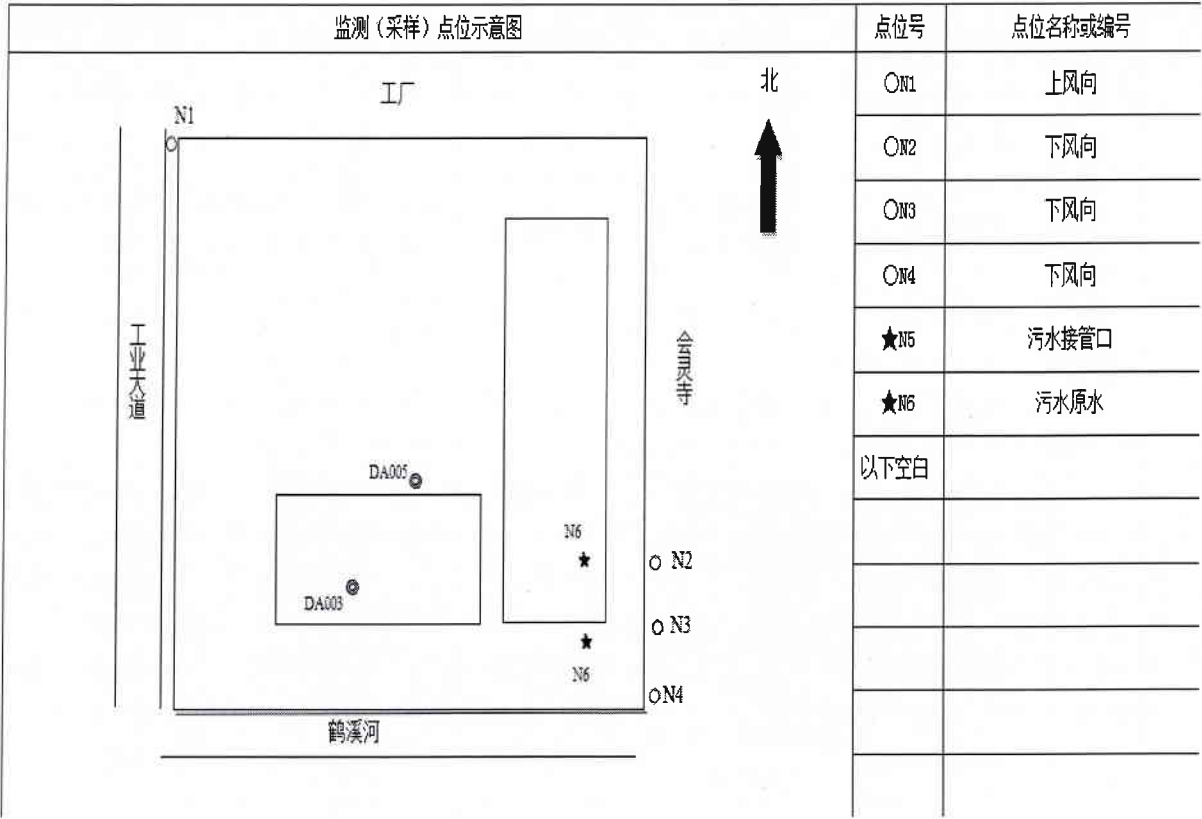 监测（采样）点位示意图
点位号 点位名称或编号
工厂
北
N1
工业大道
会灵寺
DA005
N6
N2
DA003
N3
N6
N4
鹤溪河
○N1 上风向
○N2 下风向
○N3 下风向
○N4 下风向
★N5 污水接管口
★N6 污水原水
以下空白